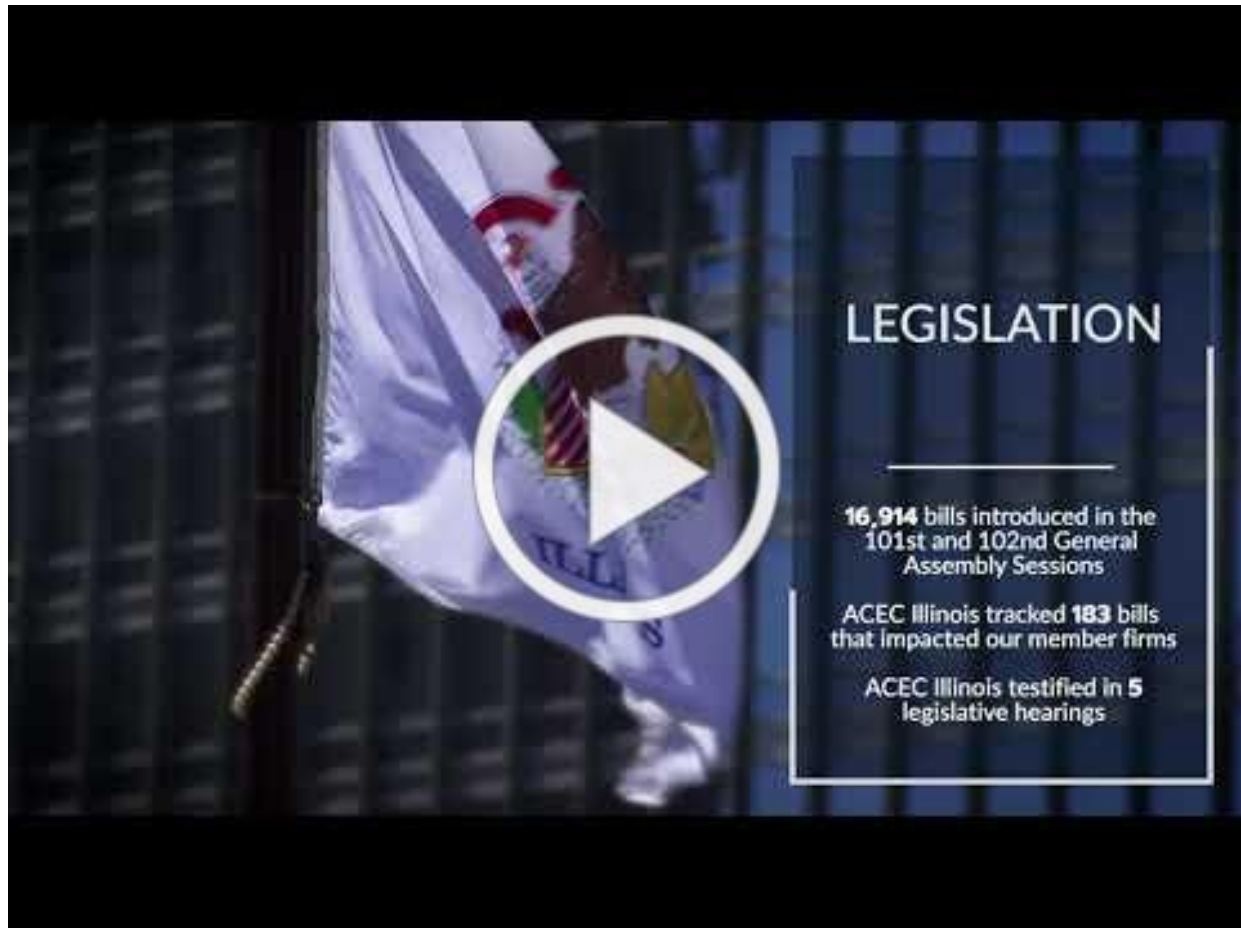 LEGISLATION
16,914 bills introduced in the
101st and 102nd General
Assembly Sessions
ACEC Illinois tracked 183 bills
that impacted our member firms
ACEC Illinois testified in 5
legislative hearings